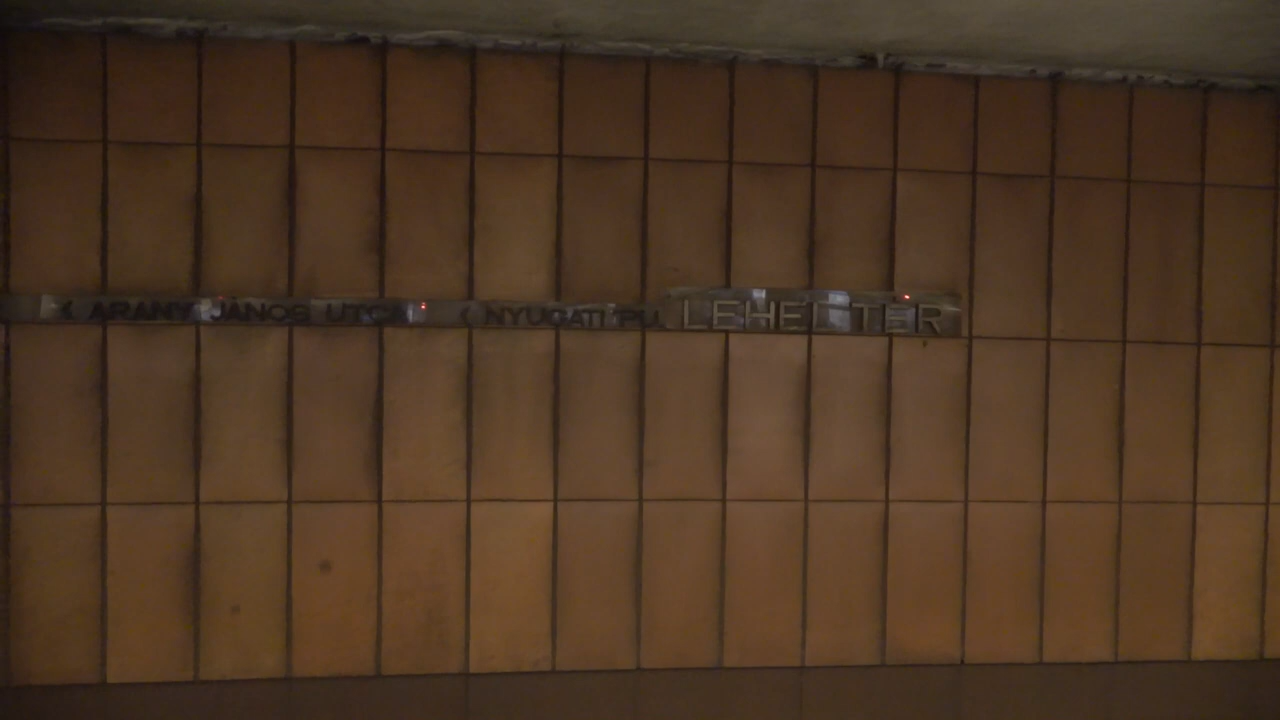 < ARANY JÁNOS UTCA < NYUGATI PU. LEHEL TÉR